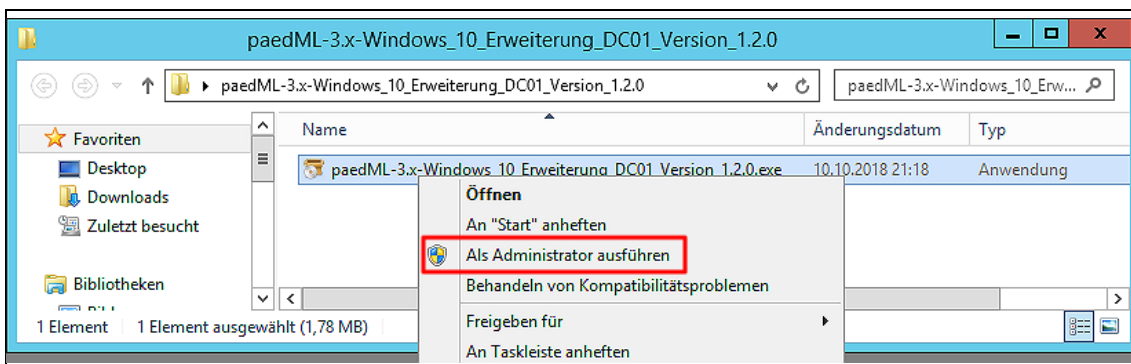 paedML-3.x-Windows_10_Erweiterung_DC01_Version_1.2.0
paedML-3.x-Windows_10_Erweiterung_DC01_Version_1.2.0
paedML-3.x-Windows_10_Erw...
Favoriten
Desktop
Downloads
Zuletzt besucht
Bibliotheken
Name Änderungsdatum Typ
paedML-3.x-Windows_10_Erweiterung_DC01_Version_1.2.0.exe 10.10.2018 21:18 Anwendung
Öffnen
An "Start" anheften
Als Administrator ausführen
Behandeln von Kompatibilitätsproblemen
Freigeben für
An Taskleiste anheften
1 Element 1 Element ausgewählt (1,78 MB)